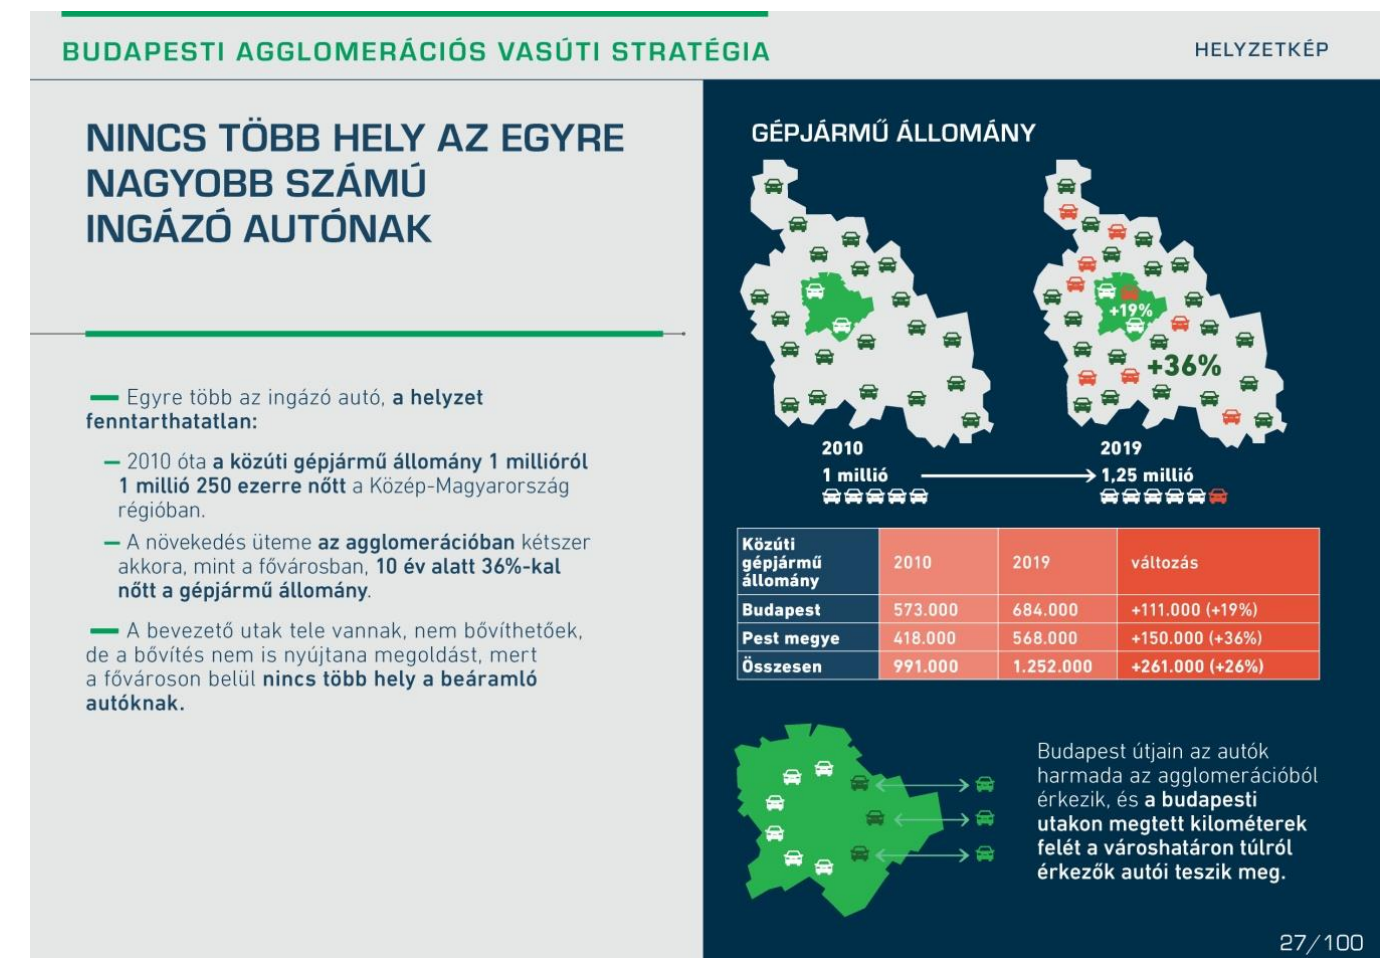 BUDAPESTI AGGLOMERÁCIÓS VASÚTI STRATÉGIA
HELYZETKÉP
NINCS TÖBB HELY AZ EGYRE
NAGYOBB SZÁMÚ
INGÁZÓ AUTÓNAK
Egyre több az ingázó autó, a helyzet
fenntarthatatlan:
– 2010 óta a közúti gépjármű állomány 1 millióról
1 millió 250 ezerre nőtt a Közép-Magyarország
régióban.
– A növekedés üteme az agglomerációban kétszer
akkora, mint a fővárosban, 10 év alatt 36%-kal
nőtt a gépjármű állomány.
A bevezető utak tele vannak, nem bővíthetőek,
de a bővítés nem is nyújtana megoldást, mert
a fővároson belül nincs több hely a beáramló
autóknak.
GÉPJÁRMŰ ÁLLOMÁNY
+19%
+36%
2010
1 millió
2019
1,25 millió
Közúti
gépjármű
állomány
2010
2019
változás
Budapest 573.000 684.000 +111.000 (+19%)
Pest megye 418.000 568.000 +150.000 (+36%)
Összesen 991.000 1.252.000 +261.000 (+26%)
Budapest útjain az autók
harmada az agglomerációból
érkezik, és a budapesti
utakon megtett kilométerek
felét a városhatáron túlról
érkezők autói teszik meg.
27/100